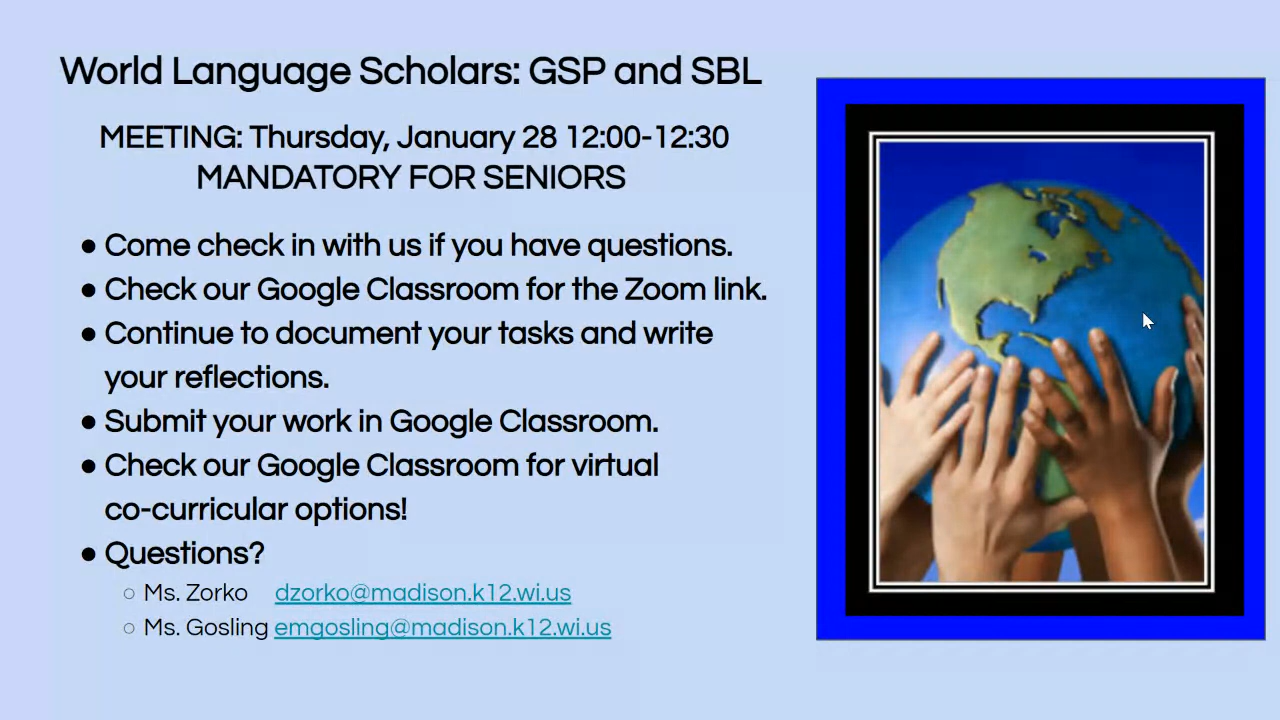 World Language Scholars: GSP and SBL
MEETING: Thursday, January 28 12:00-12:30
MANDATORY FOR SENIORS
● Come check in with us if you have questions.
● Check our Google Classroom for the Zoom link.
● Continue to document your tasks and write
your reflections.
● Submit your work in Google Classroom.
● Check our Google Classroom for virtual
co-curricular options!
● Questions?
○ Ms. Zorko dzorko@madison.k12.wi.us
○ Ms. Gosling emgosling@madison.k12.wi.us